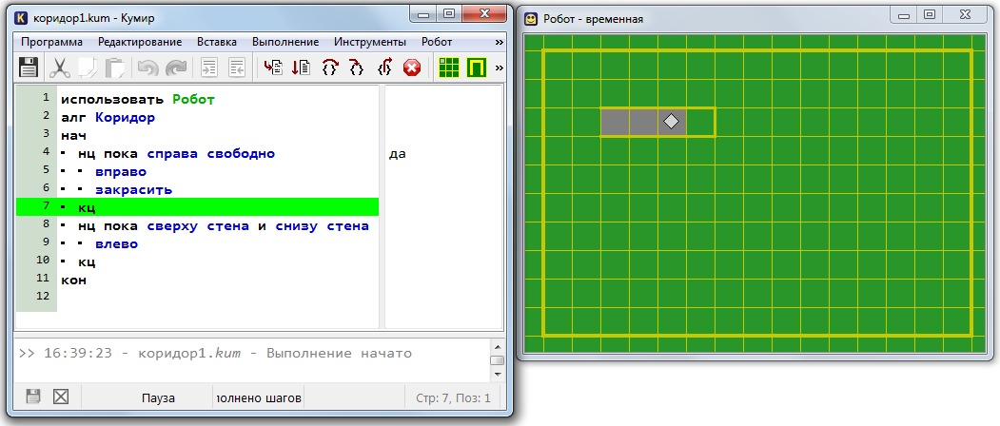 коридор1.kum - Кумир
Программа Редактирование Вставка Выполнение Инструменты Робот »
»
1 использовать Робот
2 алг Коридор
3 нач
4 нц пока справа свободно да
5 вправо
6 закрасить
7 кц
8 нц пока сверху стена и снизу стена
9 влево
10 кц
11 кон
12
>> 16:39:23 - коридор1.kum - Выполнение начато
Пауза полнено шагов Стр: 7, Поз: 1
Робот - временная